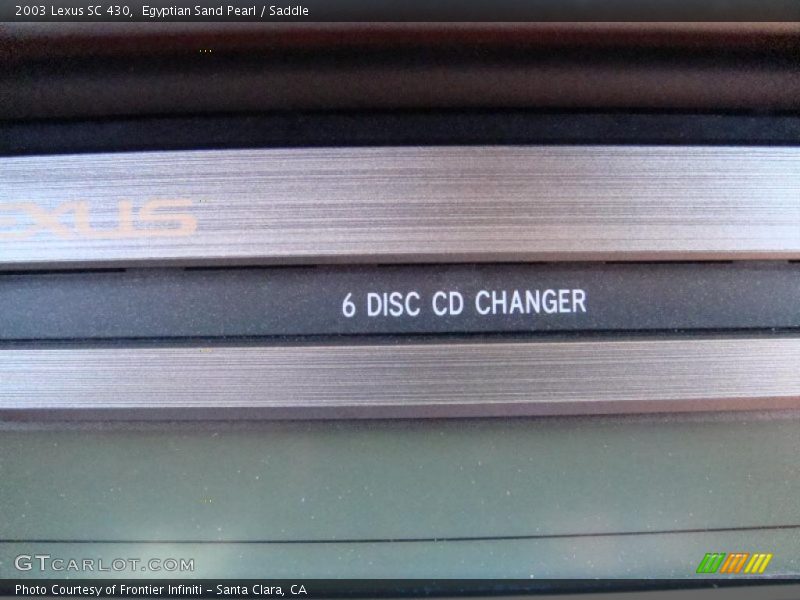 2003 Lexus SC 430,  Egyptian Sand Pearl / Saddle
EXUS
6 DISC CD CHANGER
GTCARLOT.COM
Photo Courtesy of Frontier Infiniti - Santa Clara, CA